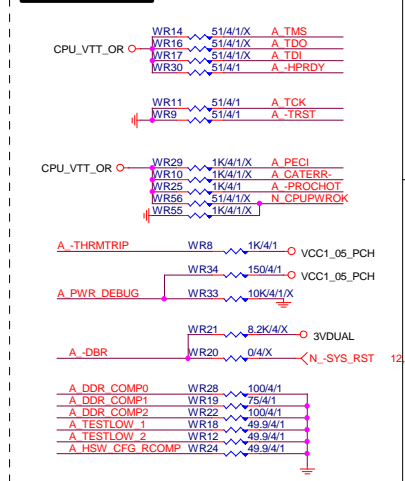 WR14 51/4/1/X A_TMS
CPU_VTT_OR WR16 51/4/1/X A_TDO
WR17 51/4/1/X A_TDI
WR30 51/4/1 A_-HPRDY
WR11 51/4/1 A_TCK
WR9 51/4/1 A_-TRST
CPU_VTT_OR WR29 1K/4/1/X A_PECI
WR10 1K/4/1/X A_CATERR-
WR25 1K/4/1 A_-PROCHOT
WR56 51/4/1/X N_CPUPWROK
WR55 1K/4/1/X
A_-THRMTRIP WR8 1K/4/1 VCC1_05_PCH
WR34 150/4/1 VCC1_05_PCH
A_PWR_DEBUG WR33 10K/4/1/X
WR21 8.2K/4/X 3VDUAL
A_-DBR WR20 0/4/X N_-SYS_RST 12,
A_DDR_COMP0 WR28 100/4/1
A_DDR_COMP1 WR19 75/4/1
A_DDR_COMP2 WR22 100/4/1
A_TESTLOW_1 WR18 49.9/4/1
A_TESTLOW_2 WR12 49.9/4/1
A_HSW_CFG_RCOMP WR24 49.9/4/1